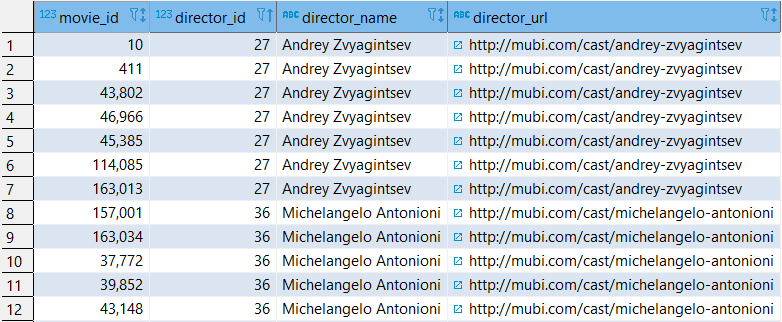 123 movie_id 123 director_id ABC director_name ABC director_url
1 10 27 Andrey Zvyagintsev http://mubi.com/cast/andrey-zvyagintsev
2 411 27 Andrey Zvyagintsev http://mubi.com/cast/andrey-zvyagintsev
3 43,802 27 Andrey Zvyagintsev http://mubi.com/cast/andrey-zvyagintsev
4 46,966 27 Andrey Zvyagintsev http://mubi.com/cast/andrey-zvyagintsev
5 45,385 27 Andrey Zvyagintsev http://mubi.com/cast/andrey-zvyagintsev
6 114,085 27 Andrey Zvyagintsev http://mubi.com/cast/andrey-zvyagintsev
7 163,013 27 Andrey Zvyagintsev http://mubi.com/cast/andrey-zvyagintsev
8 157,001 36 Michelangelo Antonioni http://mubi.com/cast/michelangelo-antonioni
9 163,034 36 Michelangelo Antonioni http://mubi.com/cast/michelangelo-antonioni
10 37,772 36 Michelangelo Antonioni http://mubi.com/cast/michelangelo-antonioni
11 39,852 36 Michelangelo Antonioni http://mubi.com/cast/michelangelo-antonioni
12 43,148 36 Michelangelo Antonioni http://mubi.com/cast/michelangelo-antonioni